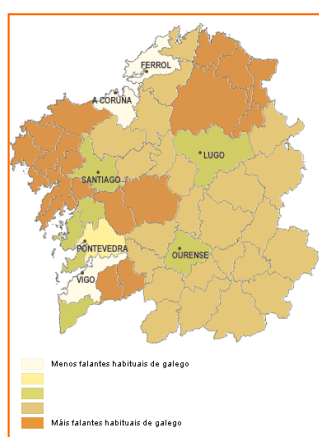 FERROL
A CORUÑA
LUGO
SANTIAGO
PONTEVEDRA
OURENSE
VIGO
Menos falantes habituais de galego
Máis falantes habituais de galego